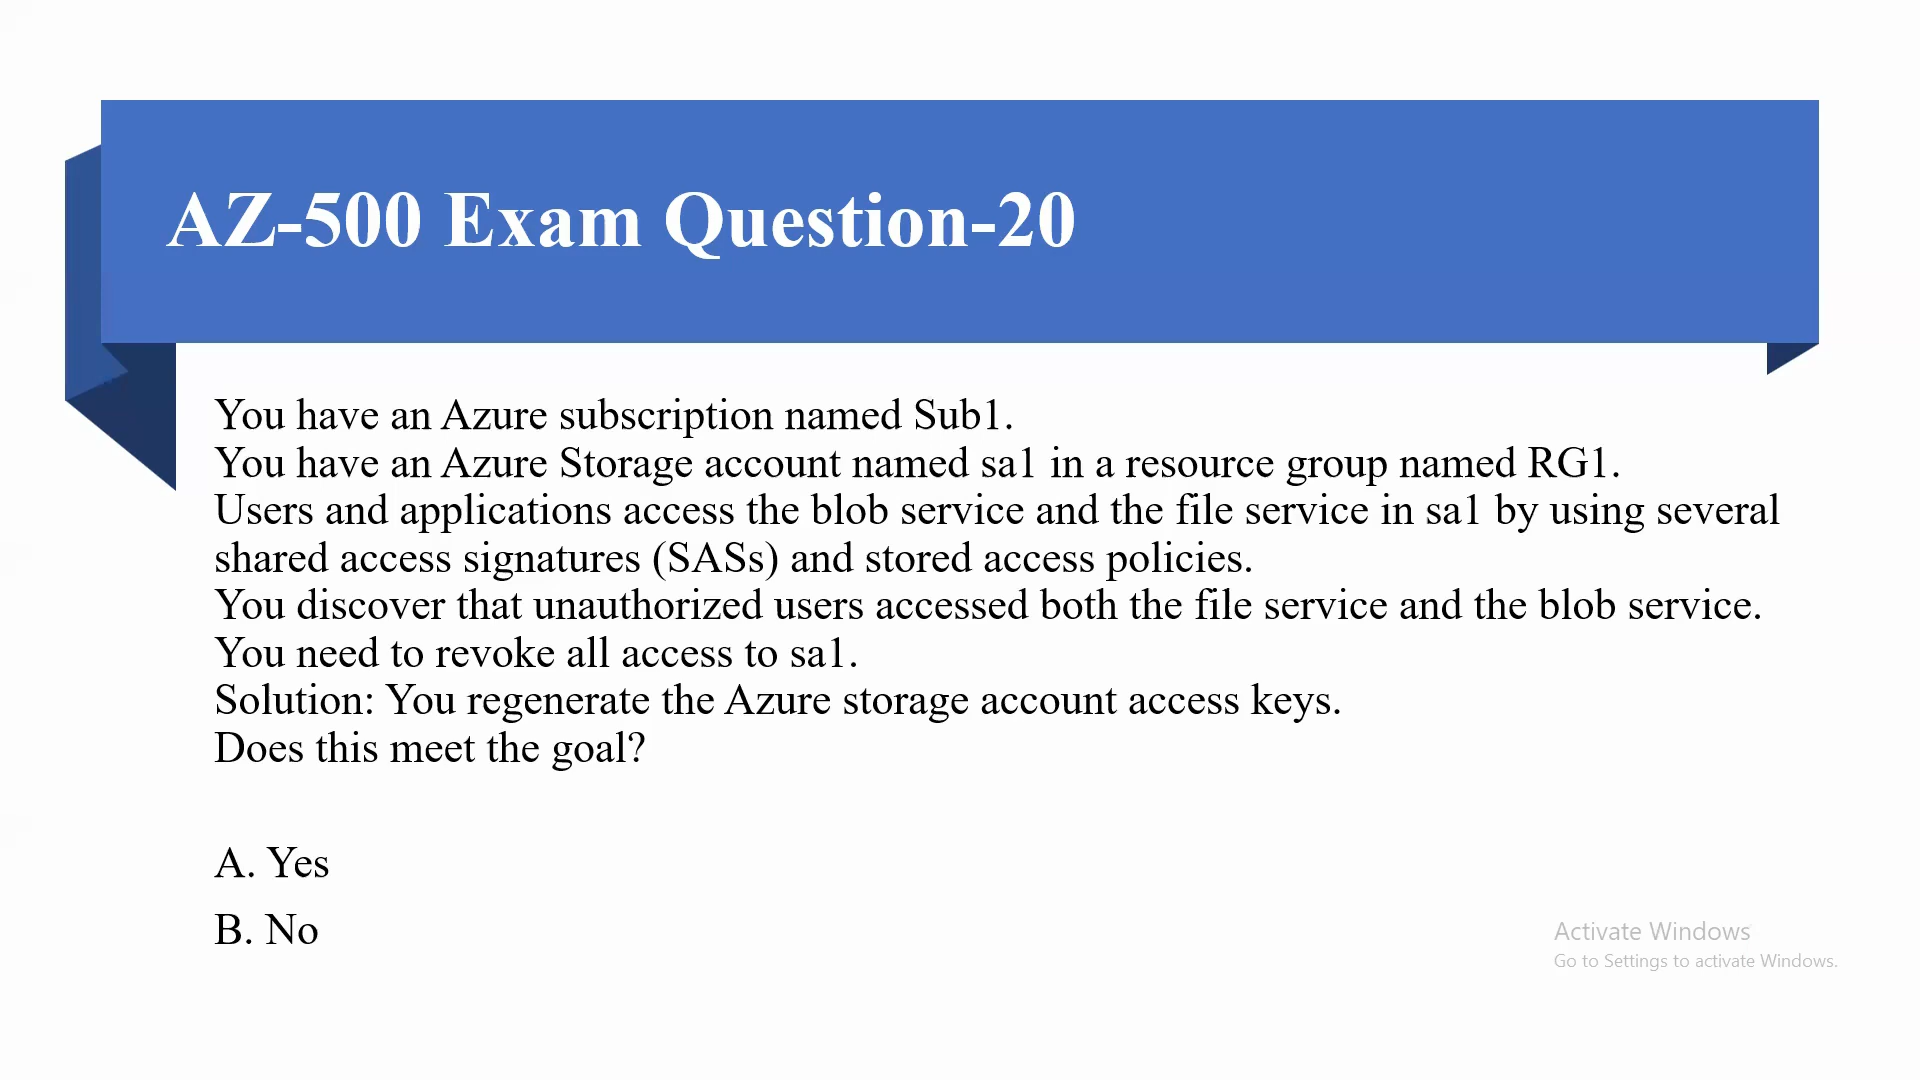 AZ-500 Exam Question-20
You have an Azure subscription named Sub1.
You have an Azure Storage account named sa1 in a resource group named RG1.
Users and applications access the blob service and the file service in sa1 by using several
shared access signatures (SASs) and stored access policies.
You discover that unauthorized users accessed both the file service and the blob service.
You need to revoke all access to sa1.
Solution: You regenerate the Azure storage account access keys.
Does this meet the goal?
A. Yes
B. No
Activate Windows
Go to Settings to activate Windows.